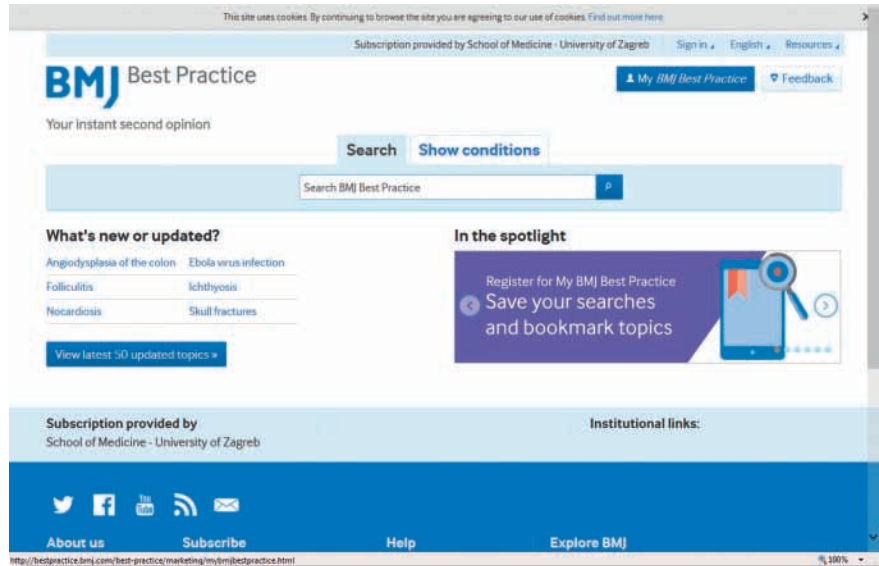 This site uses cookies. By continuing to browse the site you are agreeing to our use of cookies. Find out more here
Subscription provided by School of Medicine - University of Zagreb Sign in English Resources
BMJ Best Practice
My BMJ Best Practice Feedback
Your instant second opinion
Search Show conditions
Search BMJ Best Practice
What's new or updated?
Angiodysplasia of the colon Ebola virus infection
Folliculitis Ichthyosis
Nocardiosis Skull fractures
View latest 50 updated topics »
In the spotlight
Register for My BMJ Best Practice
Save your searches
and bookmark topics
Subscription provided by
School of Medicine - University of Zagreb
Institutional links:
You
Tube
About us Subscribe Help Explore BMJ
http://bestpractice.bmj.com/best-practice/marketing/mybmjbestpractice.html 100%